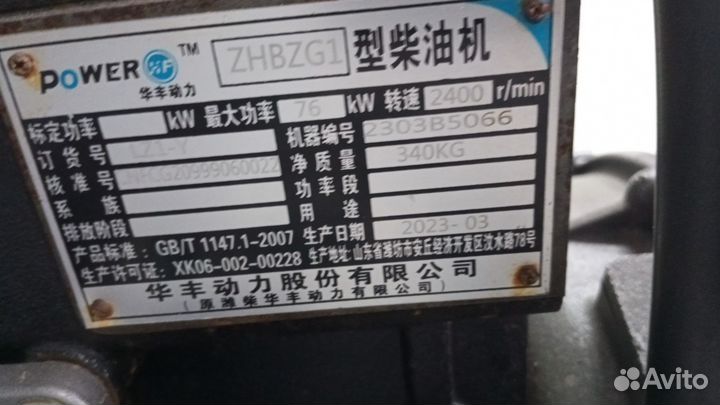 POWER HF TM ZHBZG1 型柴油机
华丰动力
标定功率 kW 最大功率 76 kW 转速 2400 r/min
订货号 LZ1-Y 机器编号 2303B5066
核准号 净质量 340KG
系族 功率段
排放阶段 用途
产品标准: GB/T 1147.1-2007 生产日期 2023-03
生产许可证: XK06-002-00228 生产地址: 山东省潍坊市安丘经济开发区汶水路78号
华丰动力股份有限公司
(原潍柴华丰动力有限公司)
Avito